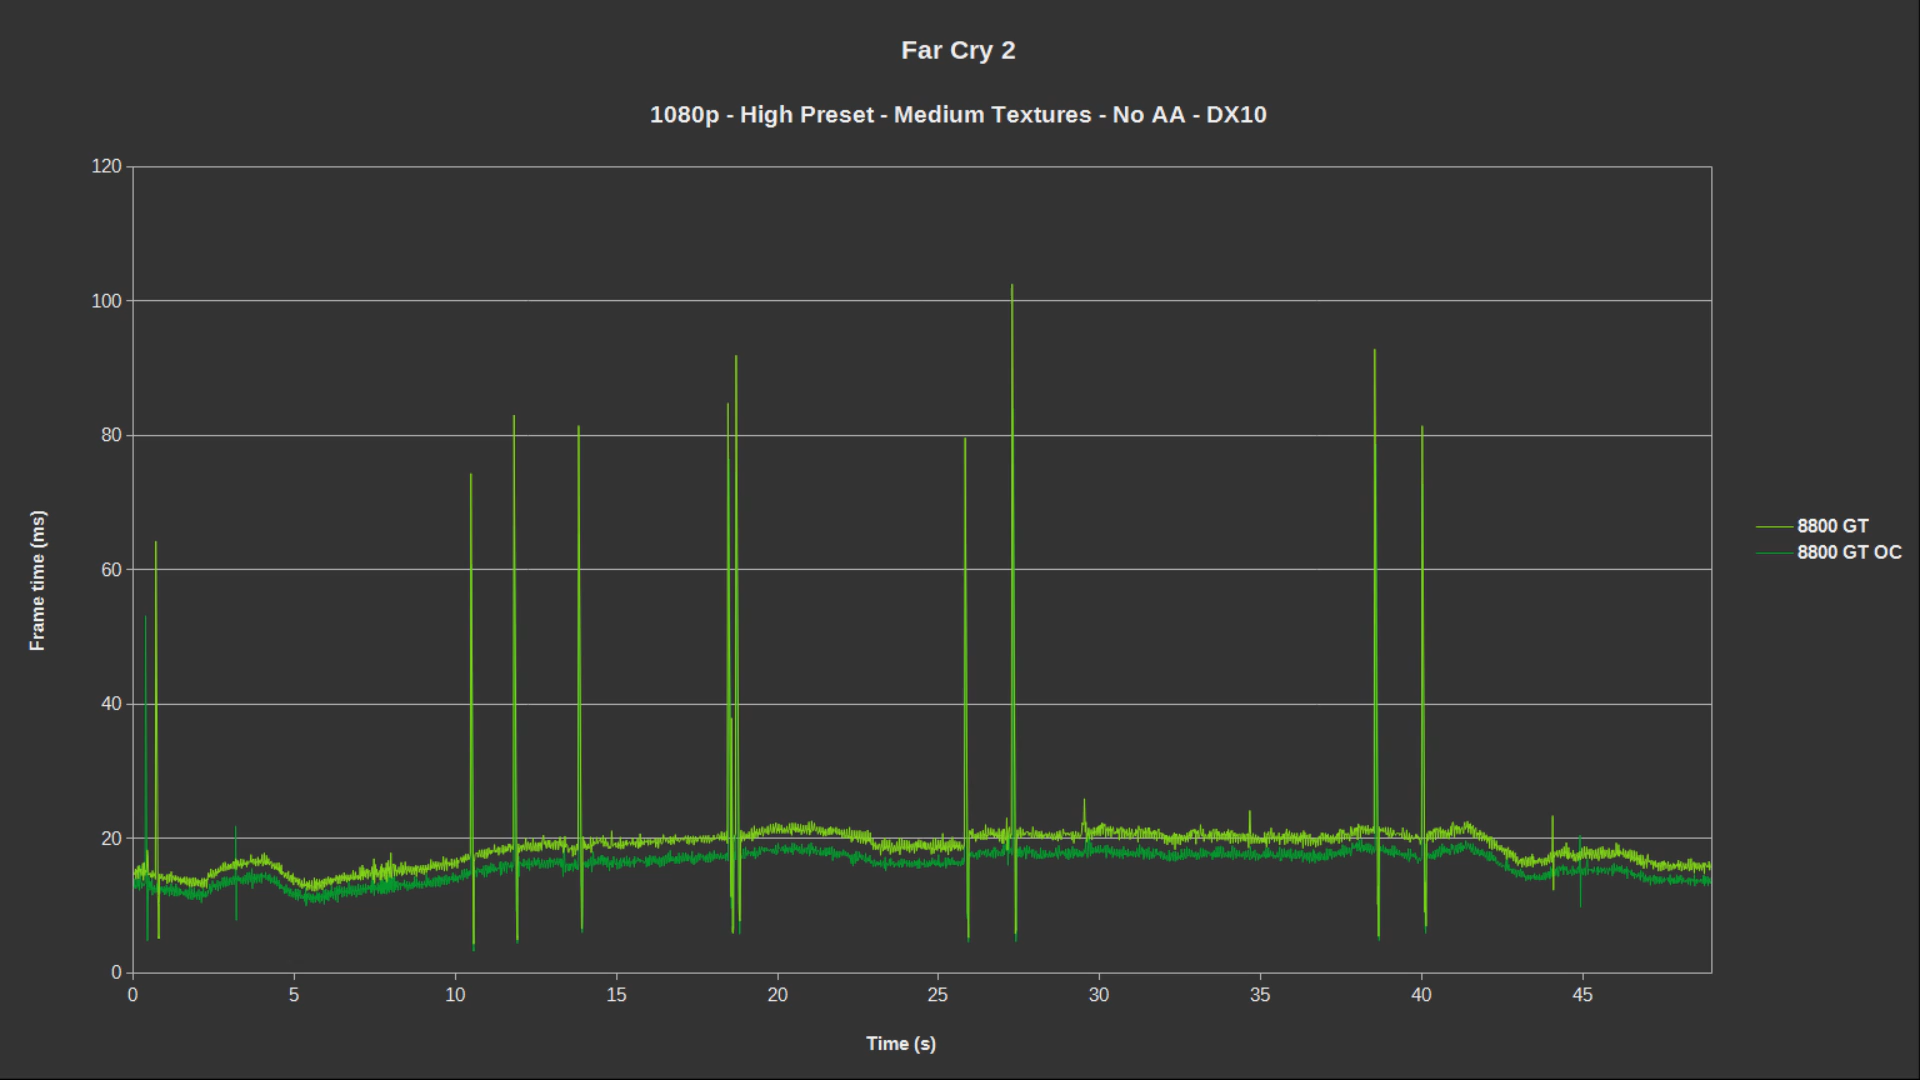 Far Cry 2
1080p - High Preset - Medium Textures - No AA - DX10
120
100
80
60
40
20
0
Frame time (ms)
0 5 10 15 20 25 30 35 40 45
Time (s)
8800 GT
8800 GT OC